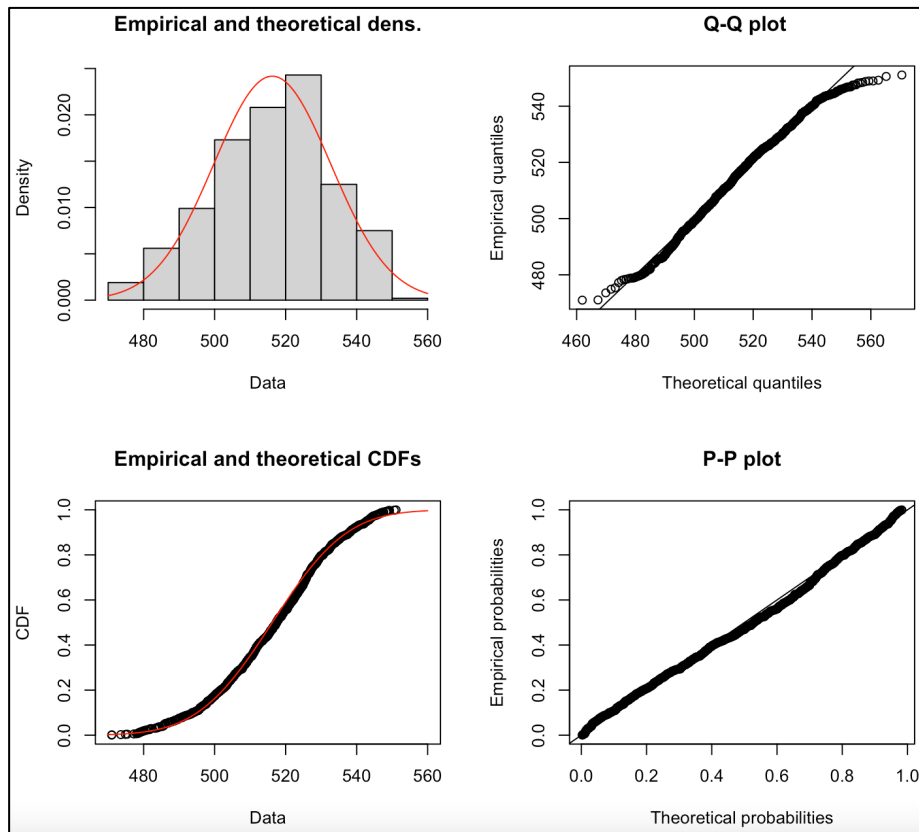 Empirical and theoretical dens.
Density
0.000
0.010
0.020
480 500 520 540 560
Data
Q-Q plot
Empirical quantiles
480
500
520
540
460 480 500 520 540 560
Theoretical quantiles
Empirical and theoretical CDFs
CDF
0.0
0.2
0.4
0.6
0.8
1.0
480 500 520 540 560
Data
P-P plot
Empirical probabilities
0.0
0.2
0.4
0.6
0.8
1.0
0.0 0.2 0.4 0.6 0.8 1.0
Theoretical probabilities